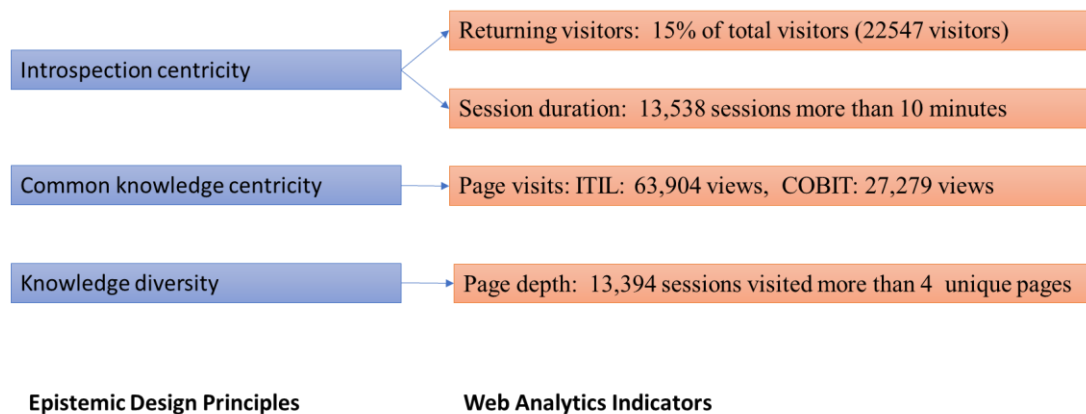 Returning visitors: 15% of total visitors (22547 visitors)
Introspection centricity
Session duration: 13,538 sessions more than 10 minutes
Common knowledge centricity
Page visits: ITIL: 63,904 views, COBIT: 27,279 views
Knowledge diversity
Page depth: 13,394 sessions visited more than 4 unique pages
Epistemic Design Principles
Web Analytics Indicators